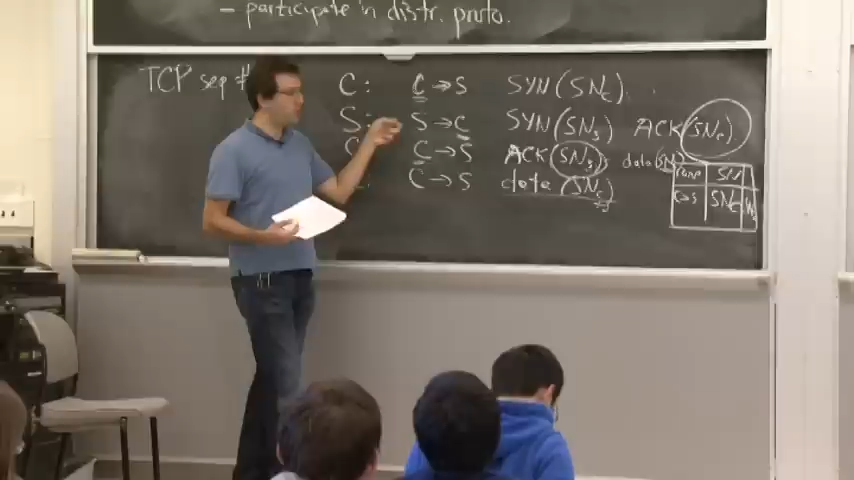 - participate in distr. proto.
TCP seq #
C: C → S SYN(SNc)
S: S → C SYN(SNs) ACK(SNc)
C → S ACK(SNs) data(SNc)
C → S data(SNc)
SN
C→S SNc